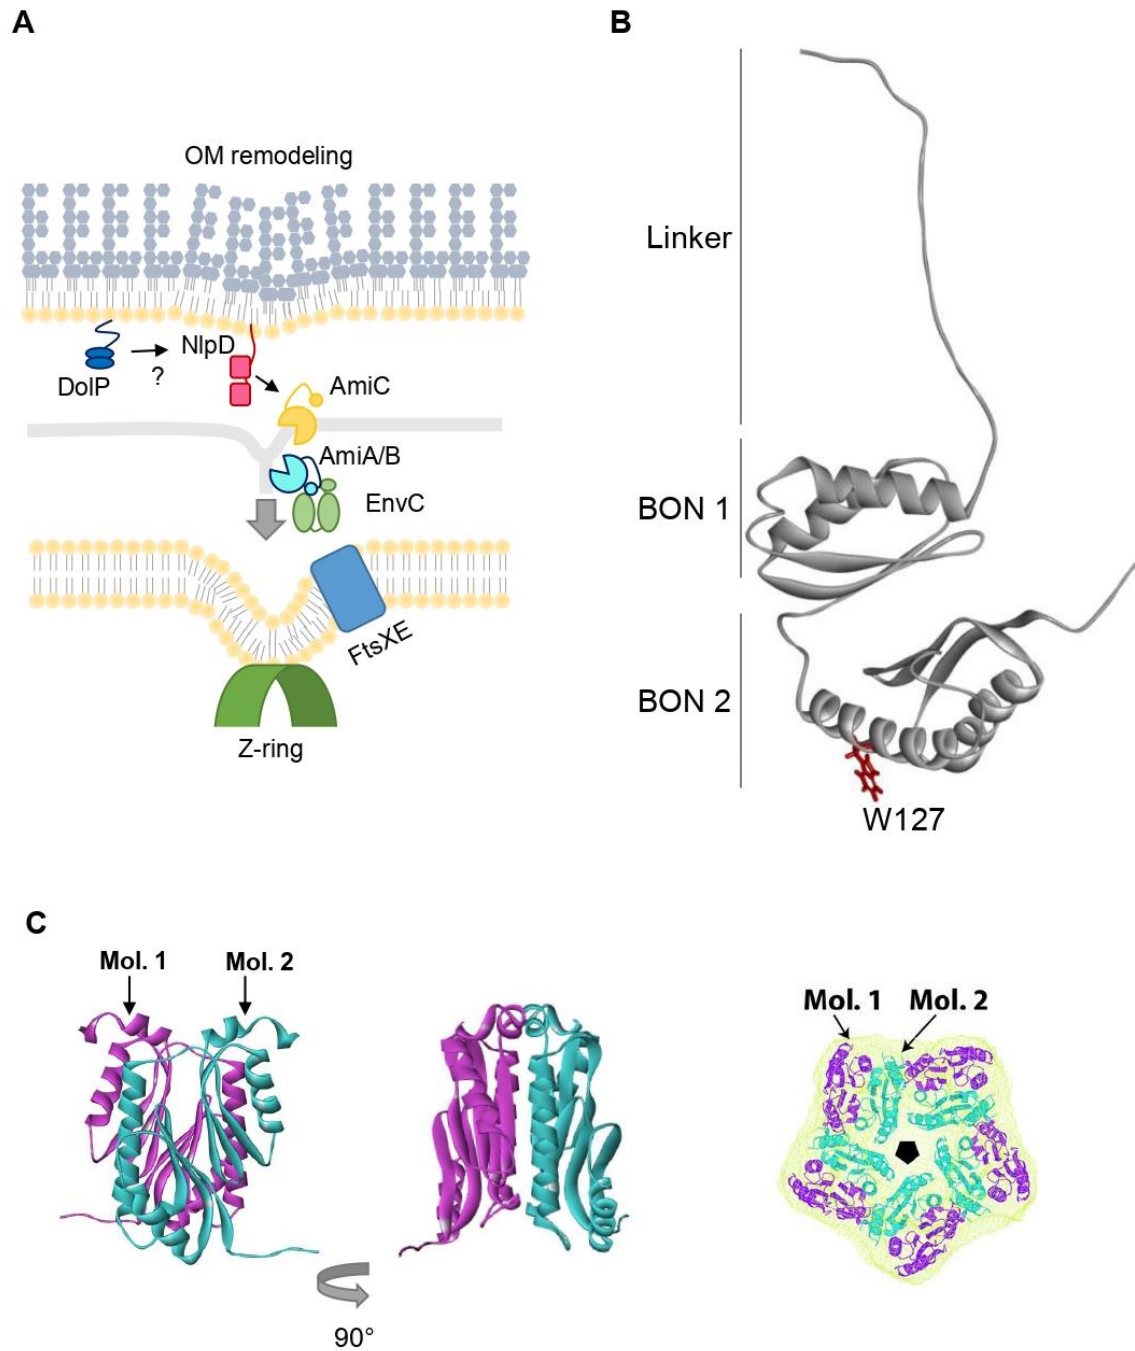 A
OM remodeling
NlpD
DolP
?
AmiC
AmiA/B
EnvC
FtsXE
Z-ring
B
Linker
BON 1
BON 2
W127
C
Mol. 1 Mol. 2
90°
Mol. 1 Mol. 2